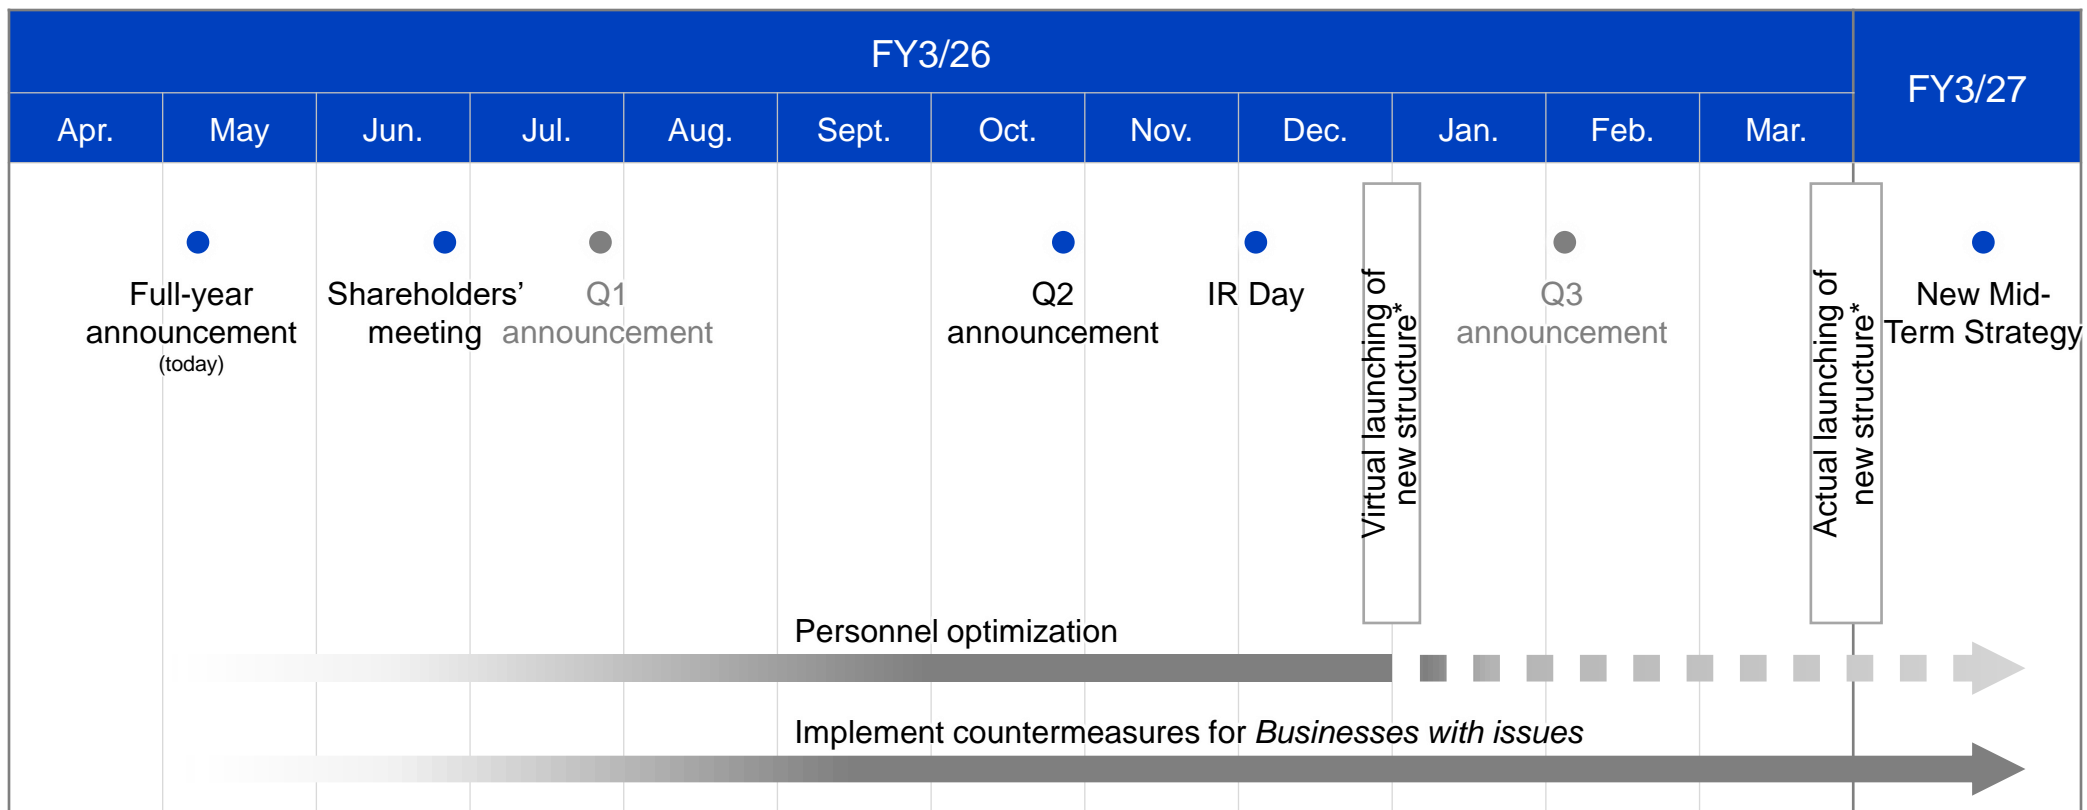 FY3/26
FY3/27
Apr.
May
Jun.
Jul.
Aug.
Sept.
Oct.
Nov.
Dec.
Jan.
Feb.
Mar.
Full-year
announcement
(today)
Shareholders’
meeting
Q1
announcement
Q2
announcement
IR Day
Virtual launching of
new structure*
Q3
announcement
Actual launching of
new structure*
New Mid-
Term Strategy
Personnel optimization
Implement countermeasures for Businesses with issues